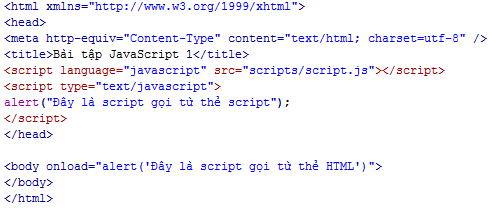 <html xmlns="http://www.w3.org/1999/xhtml">
<head>
<meta http-equiv="Content-Type" content="text/html; charset=utf-8" />
<title>Bài tập JavaScript 1</title>
<script language="javascript" src="scripts/script.js"></script>
<script type="text/javascript">
alert("Đây là script gọi từ thẻ script");
</script>
</head>
<body onload="alert('Đây là script gọi từ thẻ HTML')">
</body>
</html>